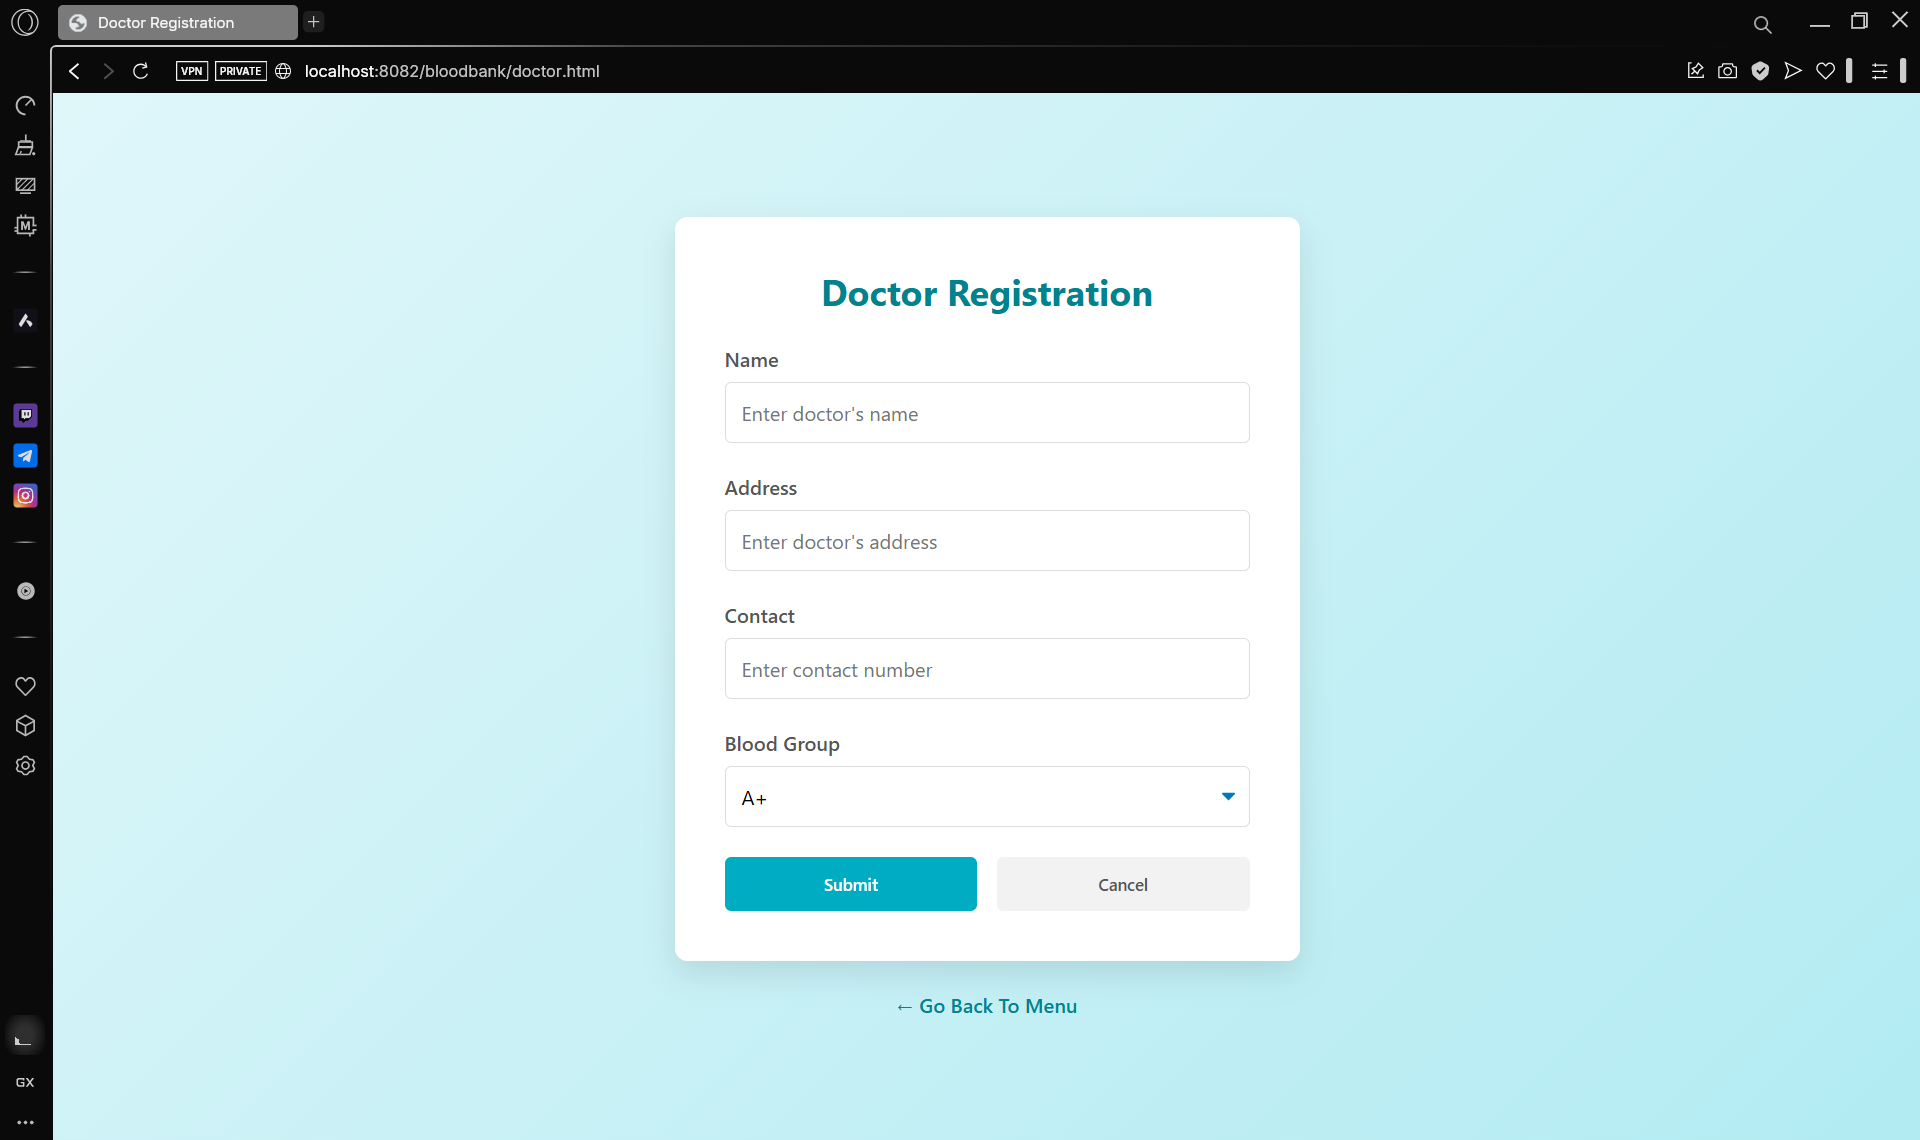 Doctor Registration
VPN PRIVATE localhost:8082/bloodbank/doctor.html
M
Doctor Registration
Name
Enter doctor's name
Address
Enter doctor's address
Contact
Enter contact number
Blood Group
A+
Submit Cancel
← Go Back To Menu
GX